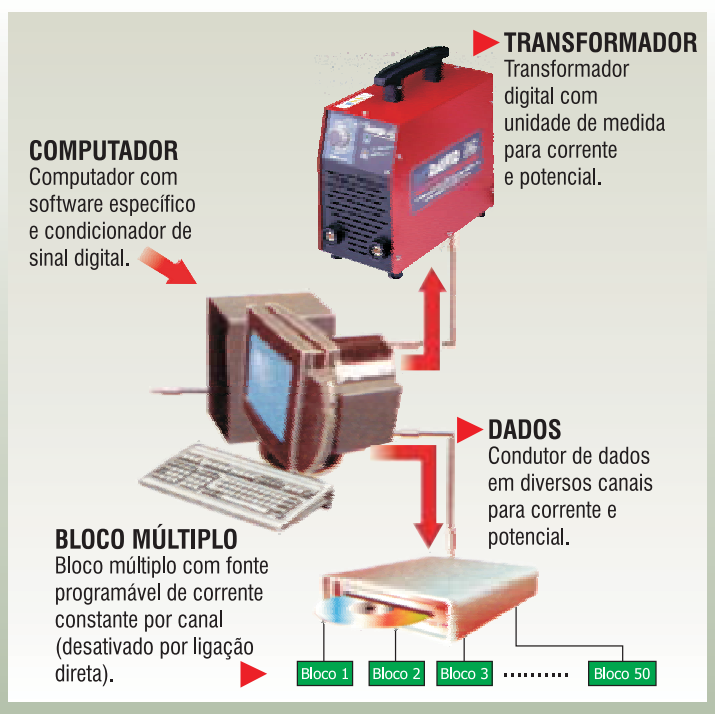 TRANSFORMADOR
Transformador
digital com
unidade de medida
para corrente
e potencial.
COMPUTADOR
Computador com
software específico
e condicionador de
sinal digital.
DADOS
Condutor de dados
em diversos canais
para corrente e
potencial.
BLOCO MÚLTIPLO
Bloco múltiplo com fonte
programável de corrente
constante por canal
(desativado por ligação
direta).
Bloco 1 Bloco 2 Bloco 3 .......... Bloco 50